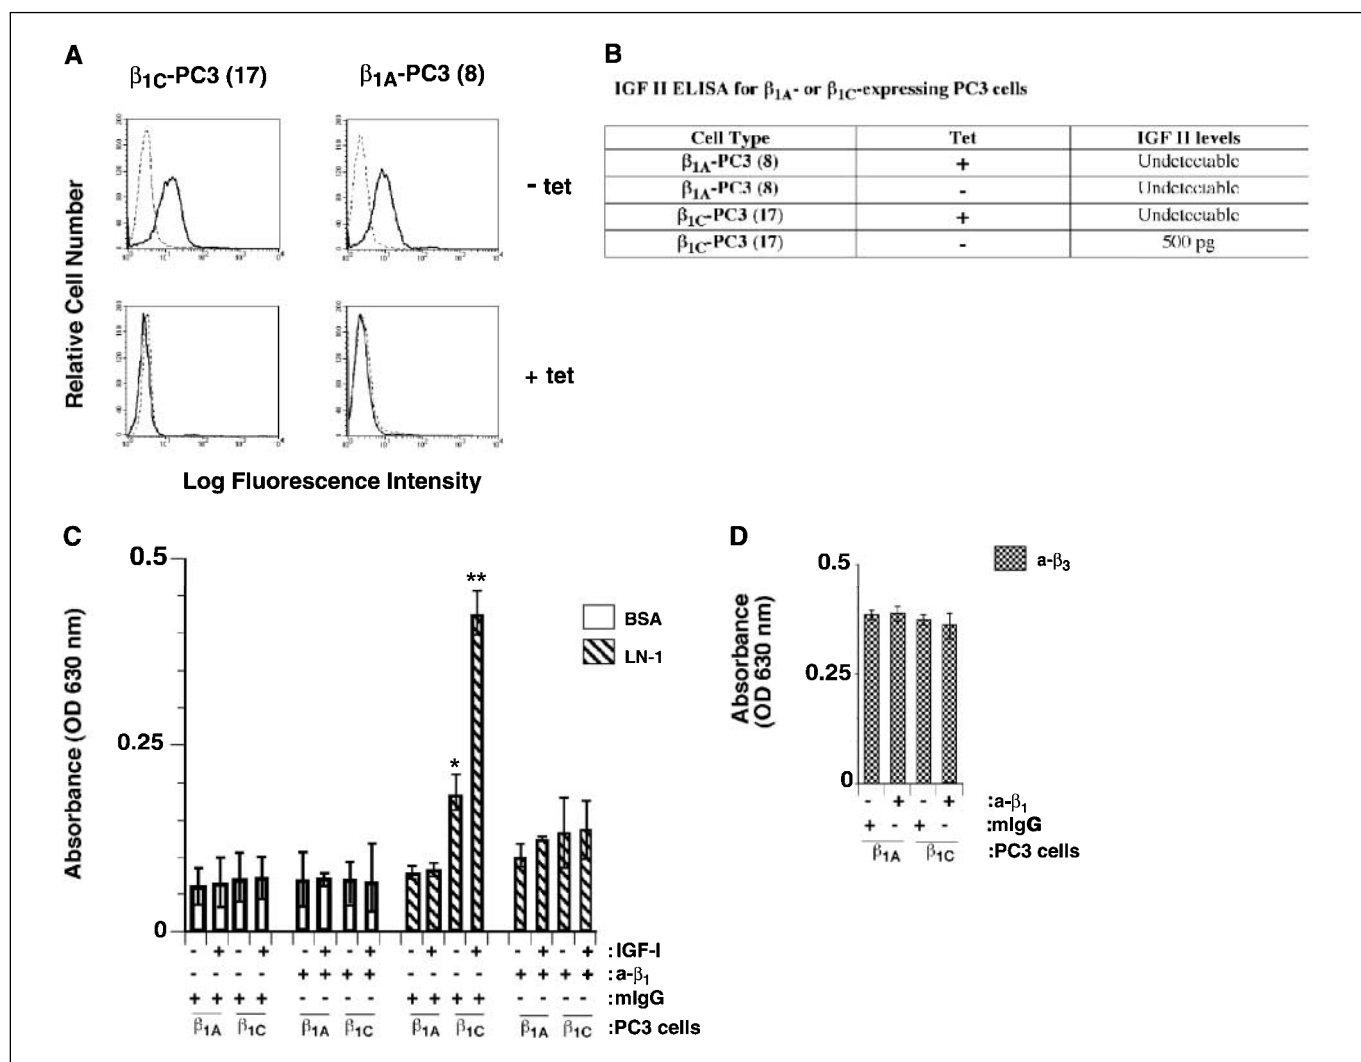 A
β1C-PC3 (17)
β1A-PC3 (8)
- tet
+ tet
Relative Cell Number
Log Fluorescence Intensity
B
IGF II ELISA for β1A- or β1C-expressing PC3 cells
Cell Type Tet IGF II levels
β1A-PC3 (8) + Undetectable
β1A-PC3 (8) - Undetectable
β1C-PC3 (17) + Undetectable
β1C-PC3 (17) - 500 pg
C
Absorbance (OD 630 nm)
0.5
0.25
0
* **
BSA
LN-1
- + - + - + - + - + - + - + - + :IGF-I
- - - - + + + + - - - - + + + + :a-β1
+ + + + - - - - + + + + - - - - :mIgG
β1A β1C β1A β1C β1A β1C β1A β1C :PC3 cells
D
Absorbance
(OD 630 nm)
0.5
0.25
0
a-β3
- + - + :a-β1
+ - + - :mIgG
β1A β1C :PC3 cells